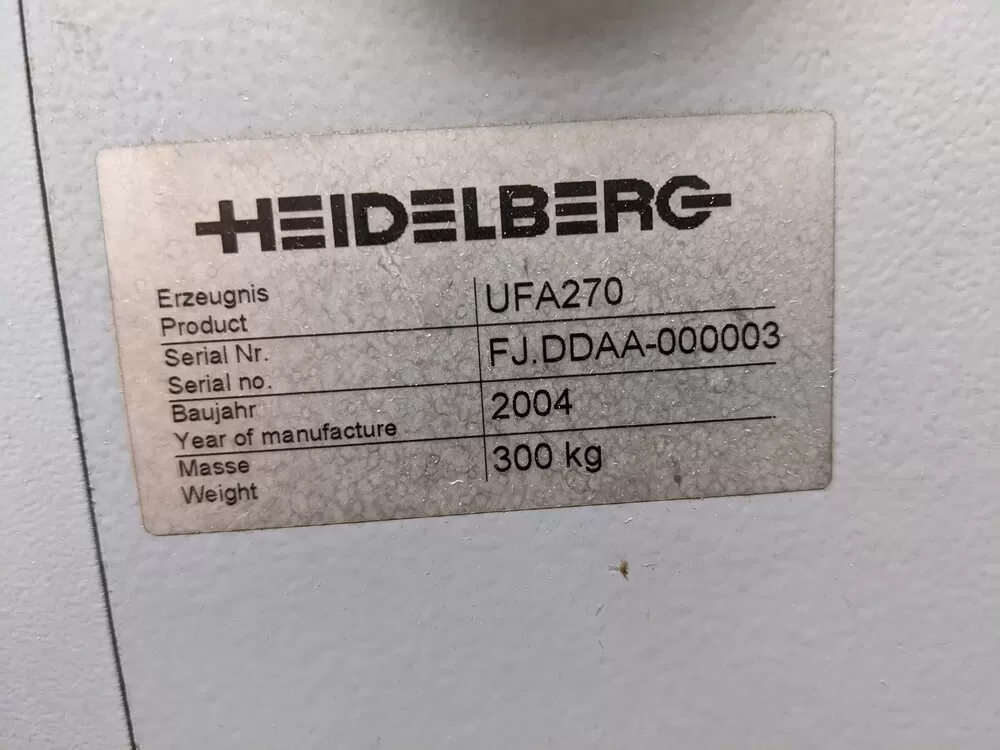 HEIDELBERG
Erzeugnis
Product
UFA270
Serial Nr.
Serial no.
FJ.DDAA-000003
Baujahr
Year of manufacture
2004
Masse
Weight
300 kg